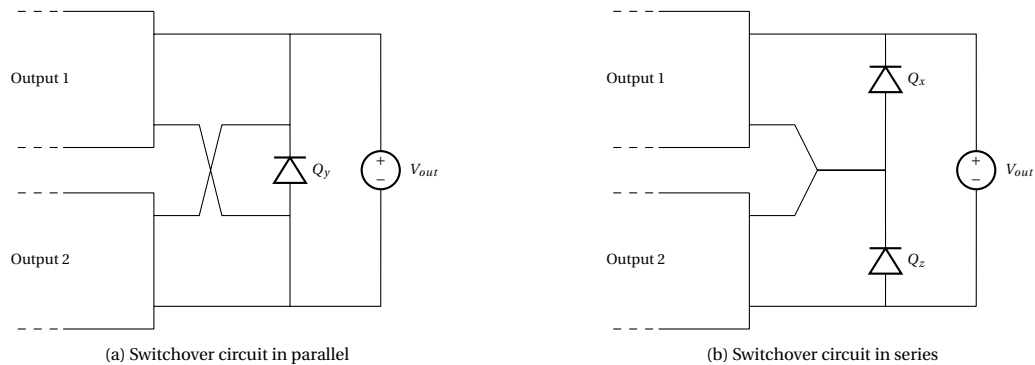 Output 1
Q_y
+
−
V_out
Output 2
(a) Switchover circuit in parallel
Output 1
Q_x
+
−
V_out
Output 2
Q_z
(b) Switchover circuit in series